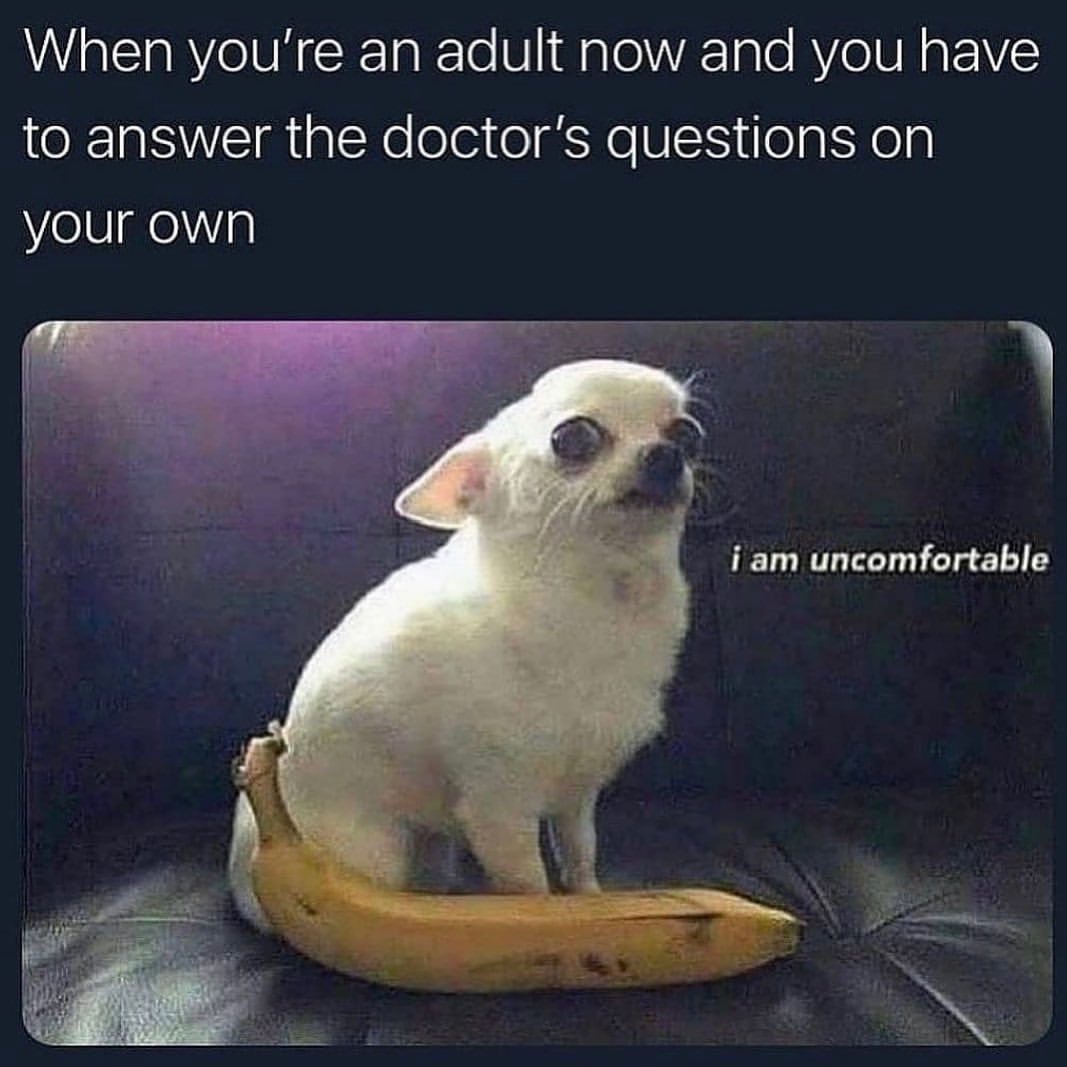 When you're an adult now and you have
to answer the doctor's questions on
your own
i am uncomfortable